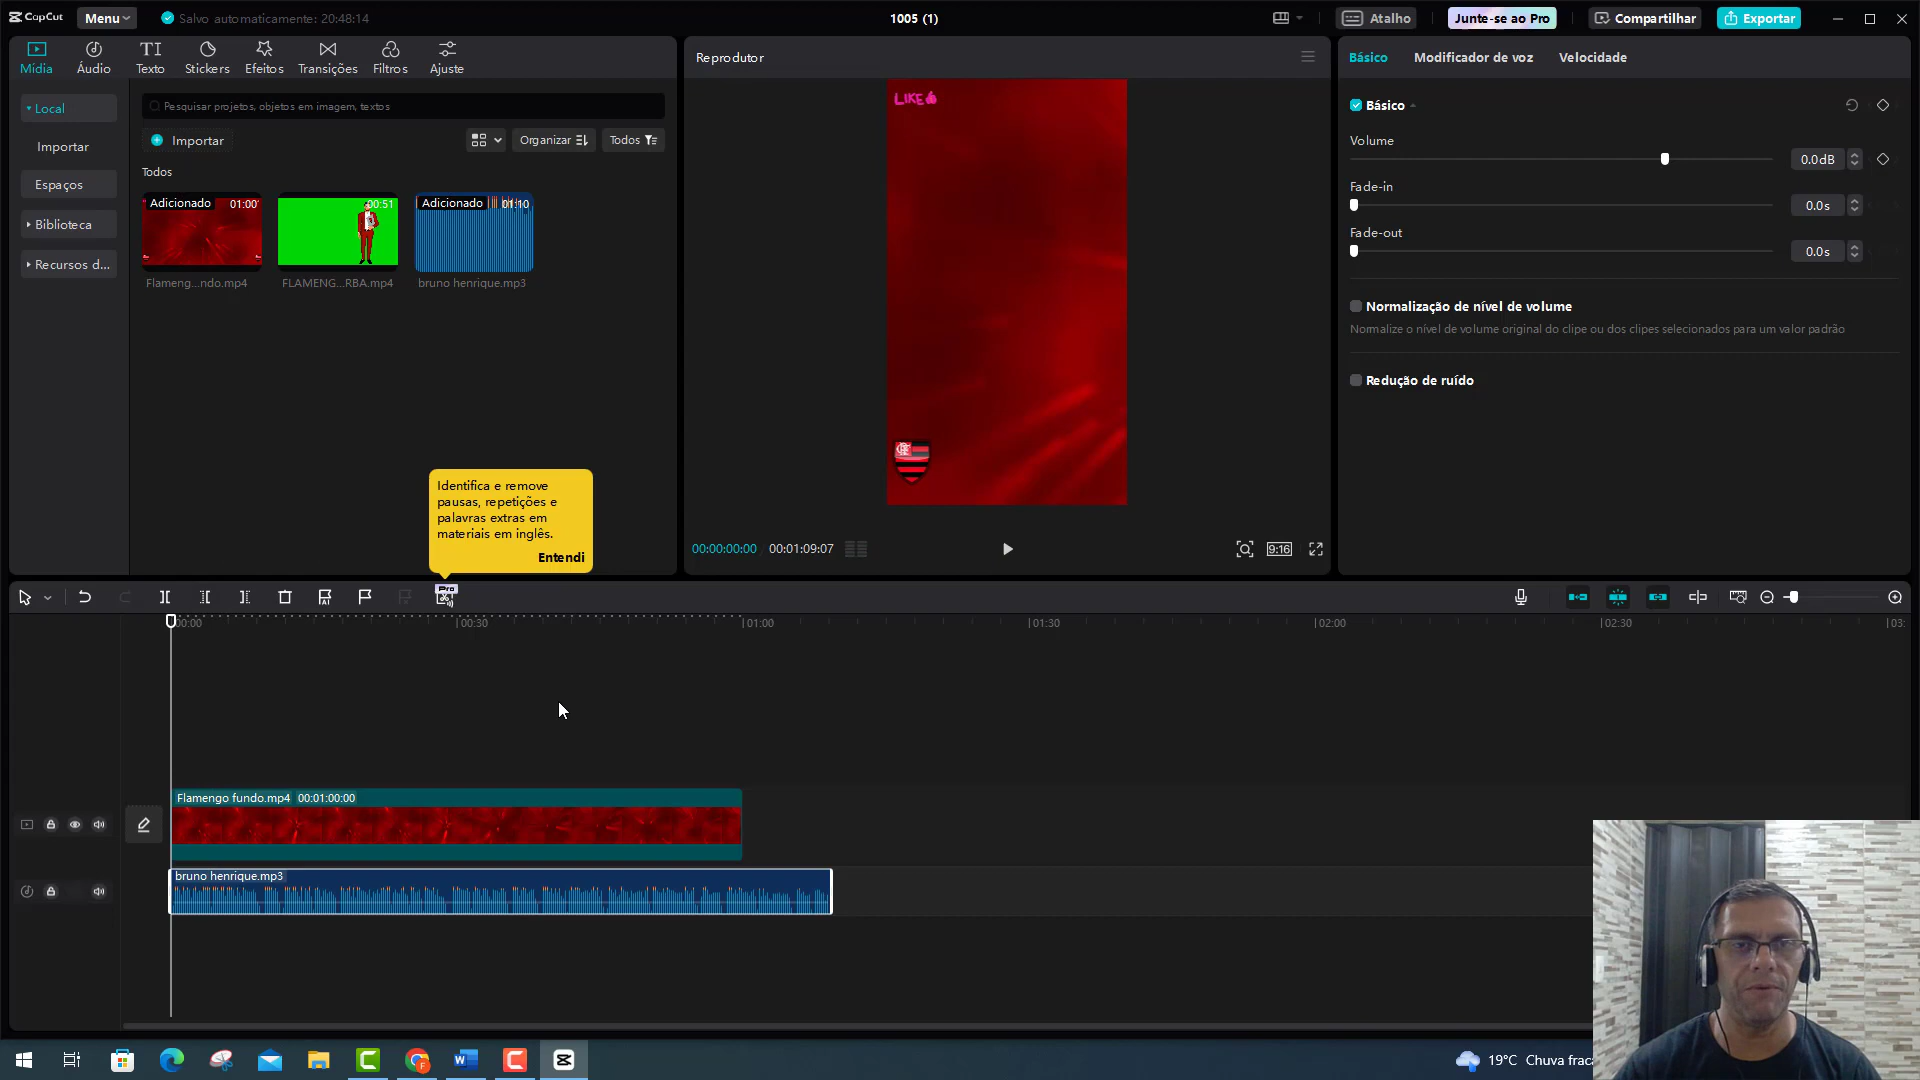 CapCut
Menu
Salvo automaticamente: 20:48:14
1005 (1)
Atalho
Junte-se ao Pro
Compartilhar
Exportar
Mídia
Áudio
TI
Texto
Stickers
Efeitos
Transições
Filtros
Ajuste
Reprodutor
Básico
Modificador de voz
Velocidade
Local
Importar
Espaços
Biblioteca
Recursos d...
Pesquisar projetos, objetos em imagem, textos
Importar
Organizar
Todos
Todos
Adicionado
01:00
00:51
Adicionado
01:10
Flameng...ndo.mp4
FLAMENG...RBA.mp4
bruno henrique.mp3
LIKE
Básico
Volume
0.0dB
Fade-in
0.0s
Fade-out
0.0s
Normalização de nível de volume
Normalize o nível de volume original do clipe ou dos clipes selecionados para um valor padrão
Redução de ruído
Identifica e remove
pausas, repetições e
palavras extras em
materiais em inglês.
Entendi
00:00:00:00
00:01:09:07
9:16
Pro
00:00
00:30
01:00
01:30
02:00
02:30
03:
Flamengo fundo.mp4 00:01:00:00
bruno henrique.mp3
19°C Chuva frac